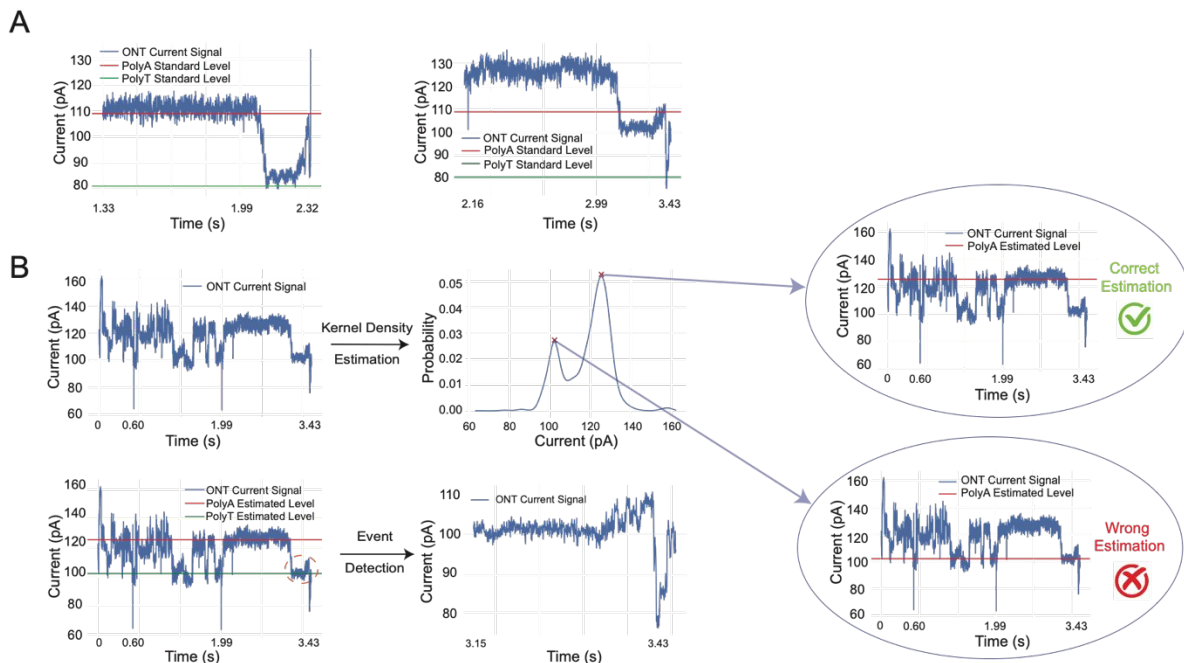 A
ONT Current Signal
PolyA Standard Level
PolyT Standard Level
130
120
110
100
90
80
Current (pA)
1.33
1.99
2.32
Time (s)
130
120
110
100
90
80
Current (pA)
ONT Current Signal
PolyA Standard Level
PolyT Standard Level
2.16
2.99
3.43
Time (s)
B
160
140
120
100
80
60
Current (pA)
ONT Current Signal
0
0.60
1.99
3.43
Time (s)
Kernel Density
Estimation
0.05
0.04
0.03
0.02
0.01
0.00
Probability
60
80
100
120
140
160
Current (pA)
160
140
120
100
80
60
Current (pA)
ONT Current Signal
PolyA Estimated Level
0
0.60
1.99
3.43
Time (s)
Correct
Estimation
160
140
120
100
80
60
Current (pA)
ONT Current Signal
PolyA Estimated Level
PolyT Estimated Level
0
0.60
1.99
3.43
Time (s)
Event
Detection
110
100
90
80
Current (pA)
ONT Current Signal
3.15
3.43
Time (s)
160
140
120
100
80
60
Current (pA)
ONT Current Signal
PolyA Estimated Level
0
0.60
1.99
3.43
Time (s)
Wrong
Estimation